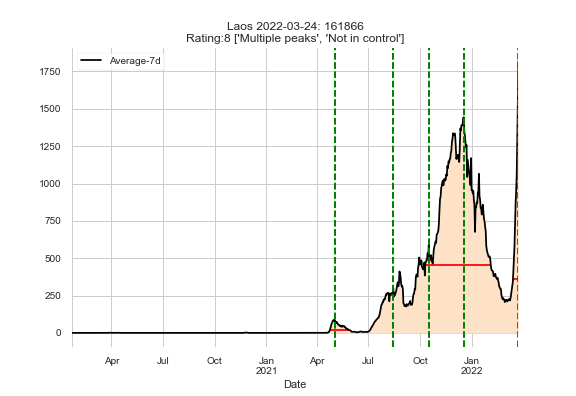 Laos 2022-03-24: 161866
Rating:8 ['Multiple peaks', 'Not in control']
Average-7d
1750
1500
1250
1000
750
500
250
0
Apr Jul Oct Jan Apr Jul Oct Jan
2021 2022
Date